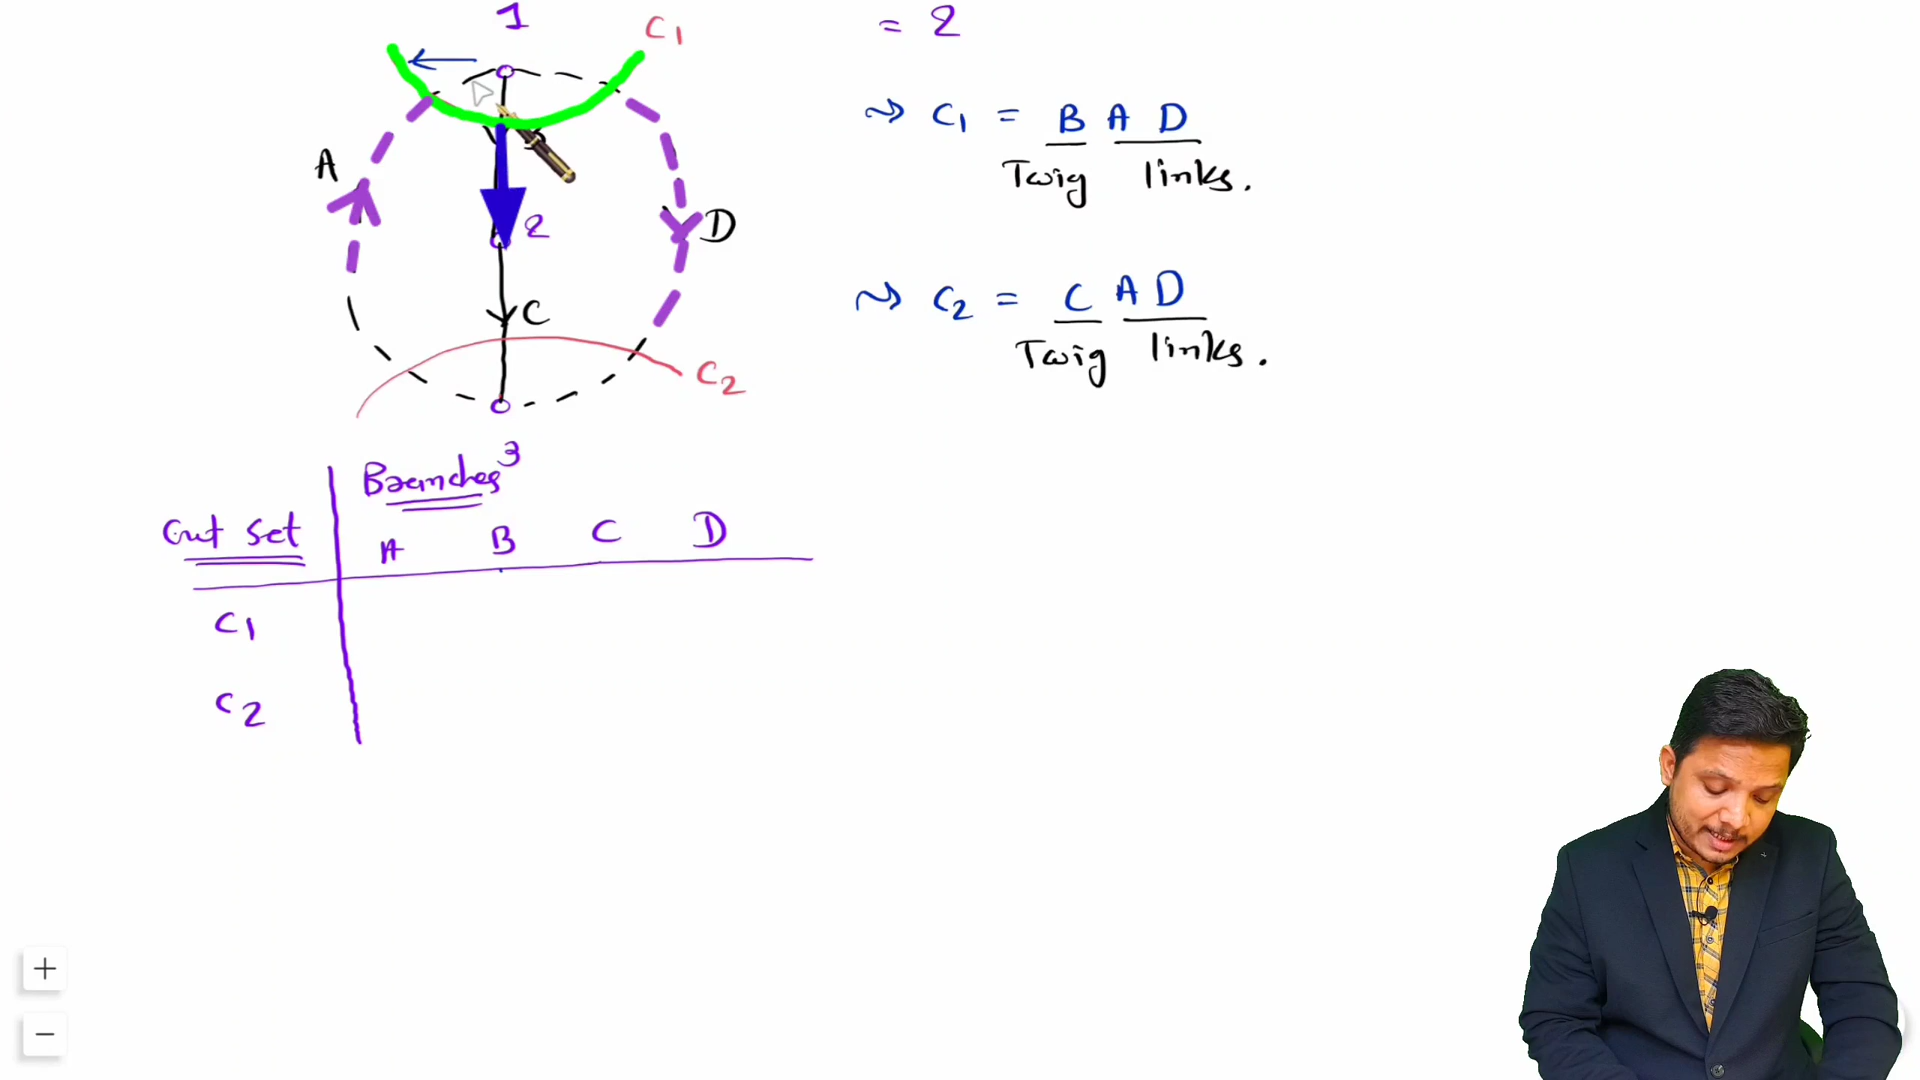 1
C1
= 2
A
2
D
C
C2
3
⇝ C1 = B A D
Twig links.
⇝ C2 = C A D
Twig links.
Branches
Cut Set
A B C D
C1
C2
+
−